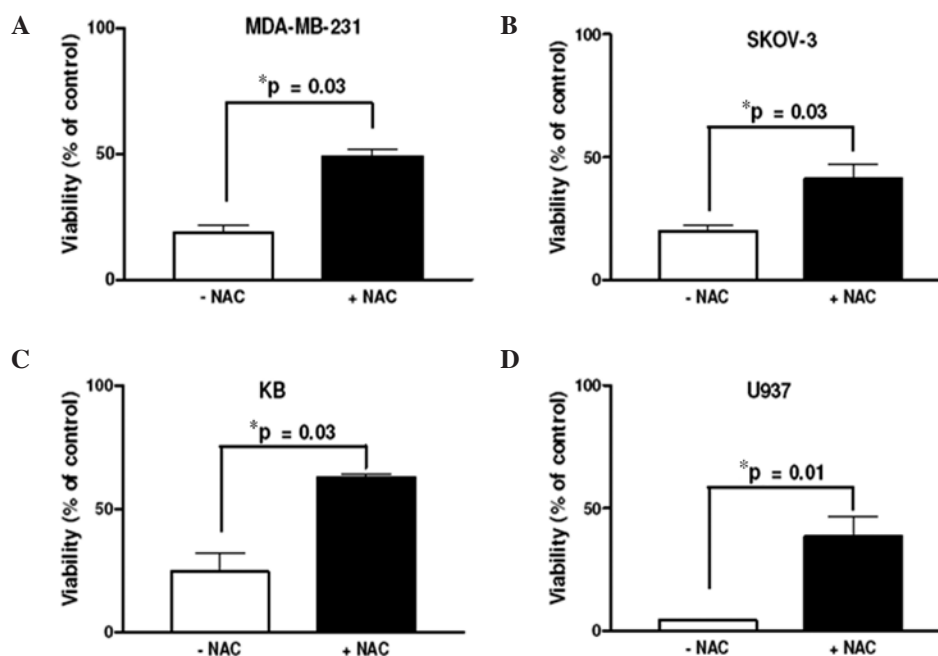 A
MDA-MB-231
Viability (% of control)
100
50
0
*p = 0.03
- NAC
+ NAC
B
SKOV-3
Viability (% of control)
100
50
0
*p = 0.03
- NAC
+ NAC
C
KB
Viability (% of control)
100
50
0
*p = 0.03
- NAC
+ NAC
D
U937
Viability (% of control)
100
50
0
*p = 0.01
- NAC
+ NAC